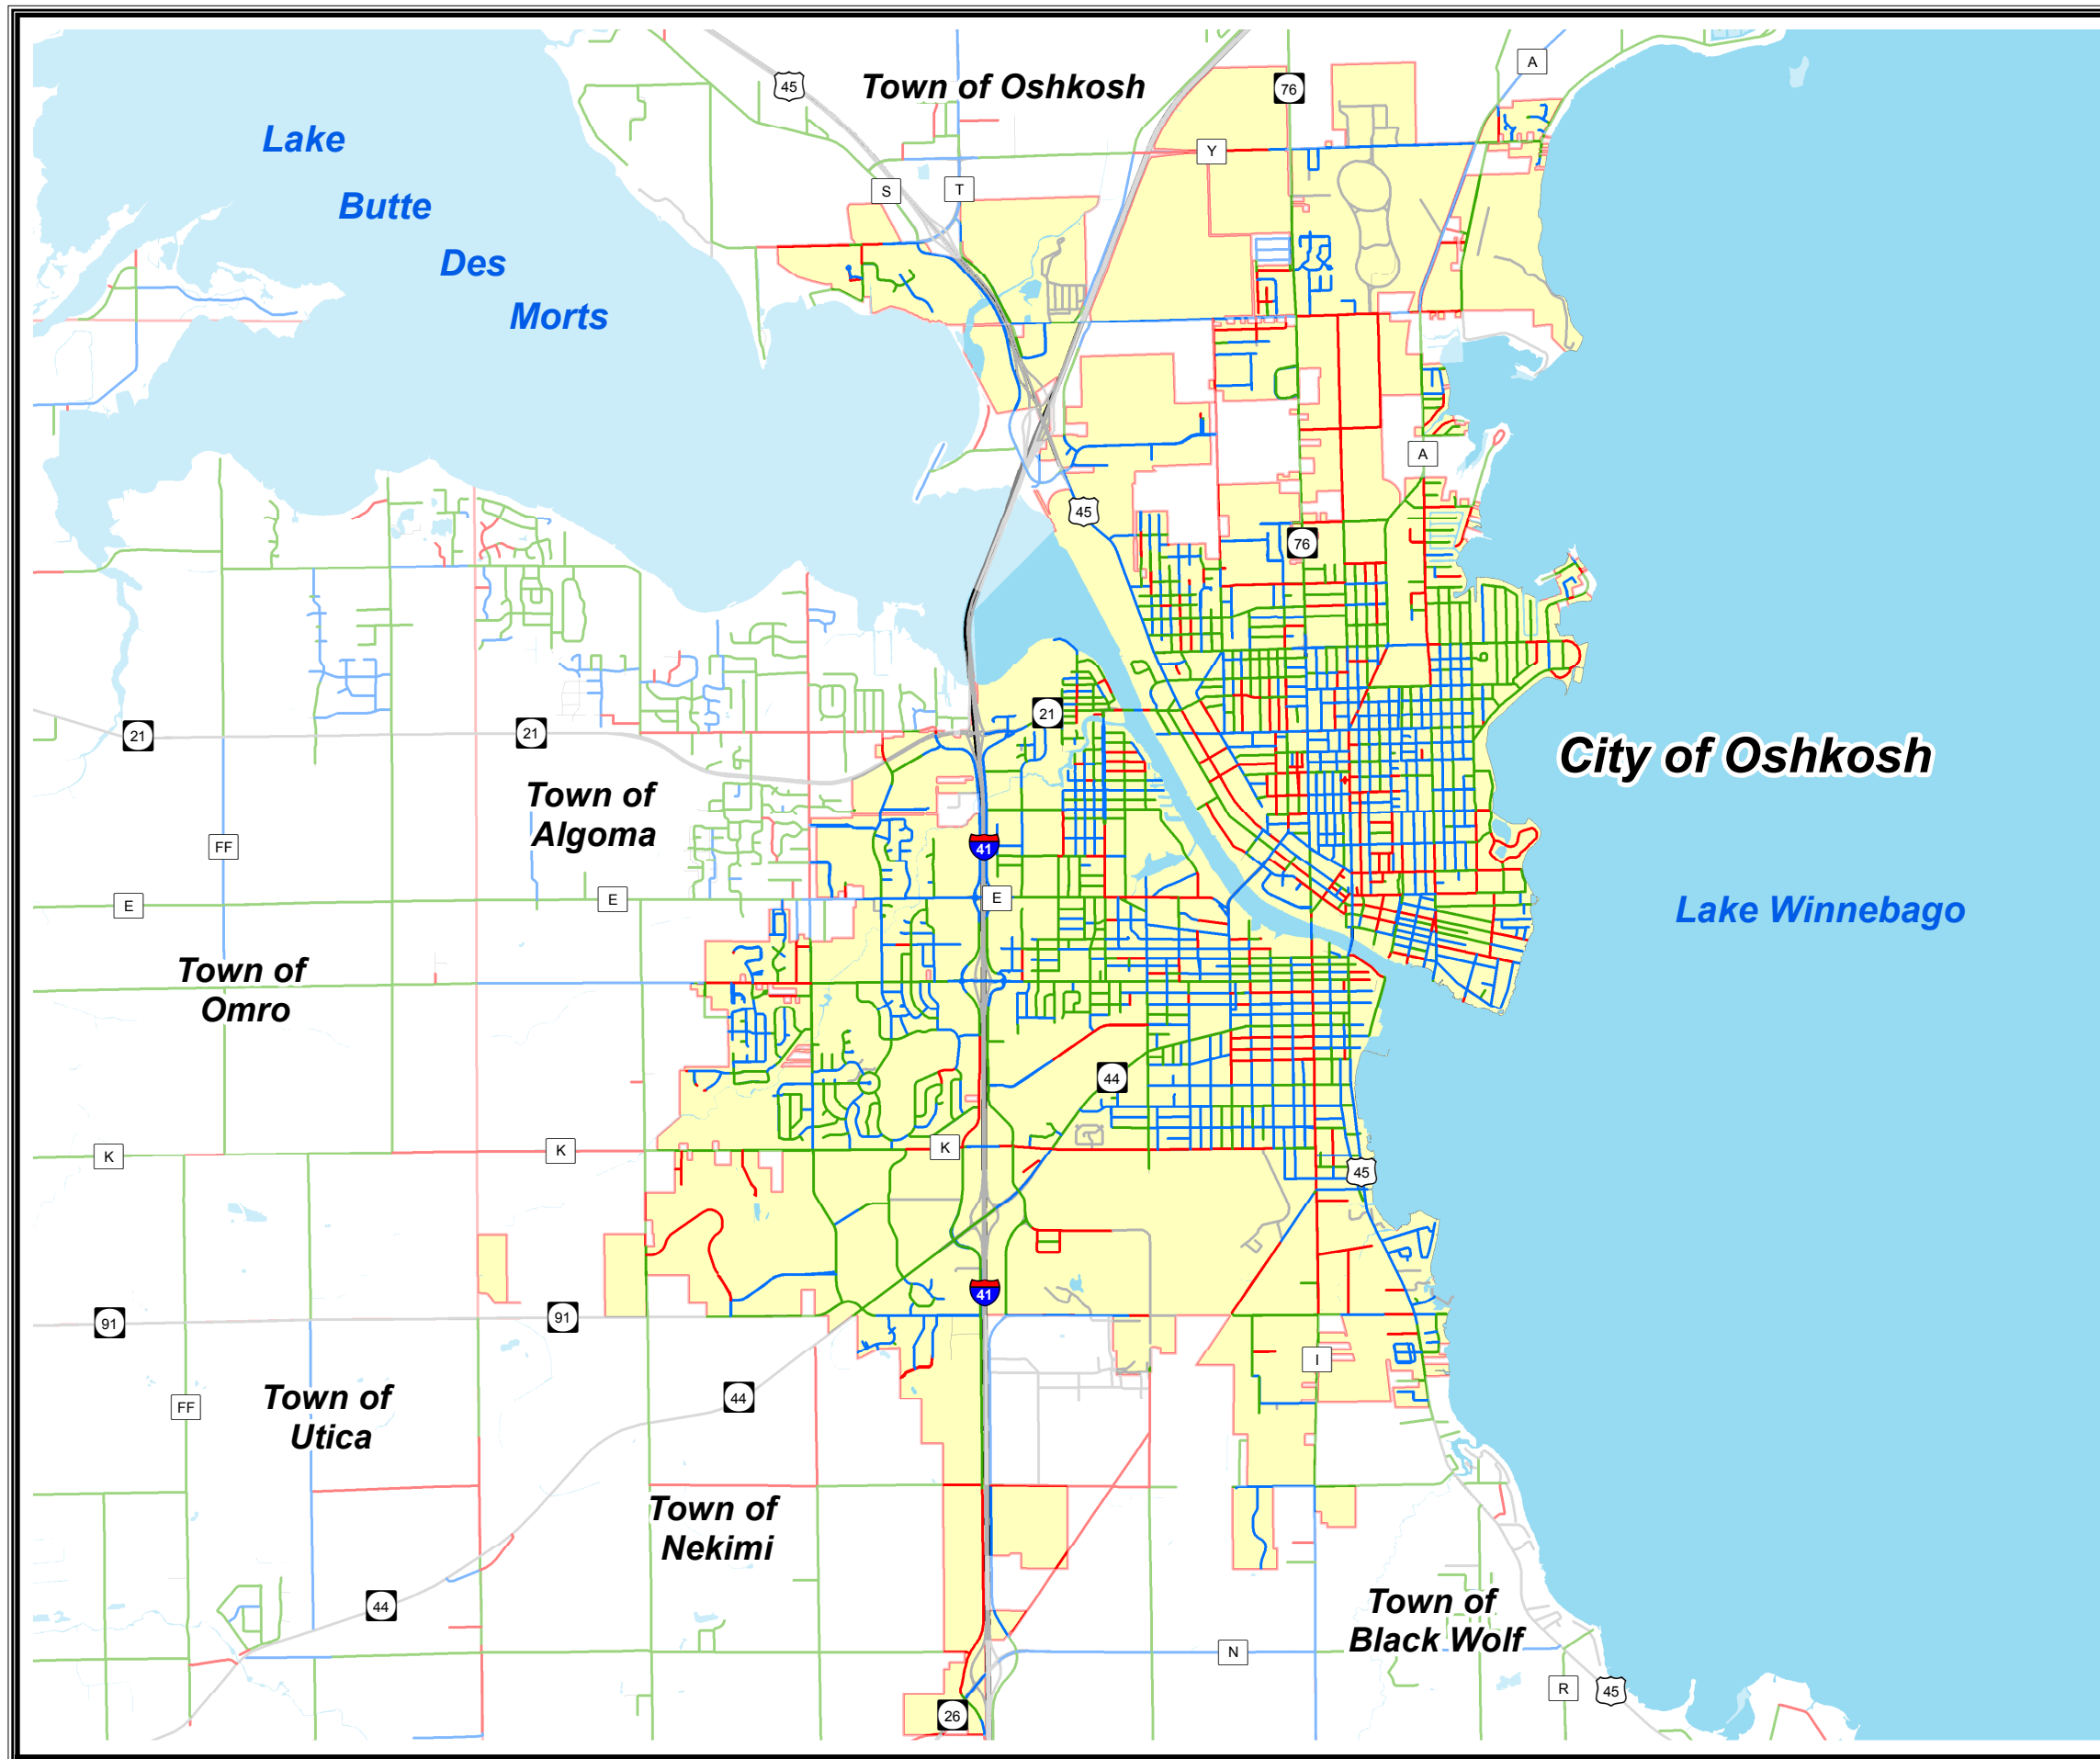 A
45
Town of Oshkosh
76
Lake
Y
S
T
Butte
Des
Morts
A
45
76
21
21
21
City of Oshkosh
Town of
Algoma
FF
41
E
E
E
Lake Winnebago
Town of
Omro
44
K
K
K
45
41
91
91
I
44
FF
Town of
Utica
Town of
Nekimi
44
Town of
Black Wolf
N
R
45
26